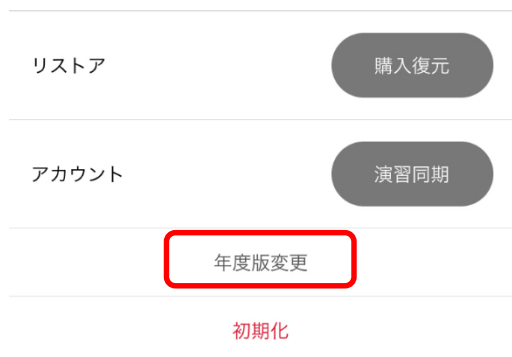 リストア
購入復元
アカウント
演習同期
年度版変更
初期化